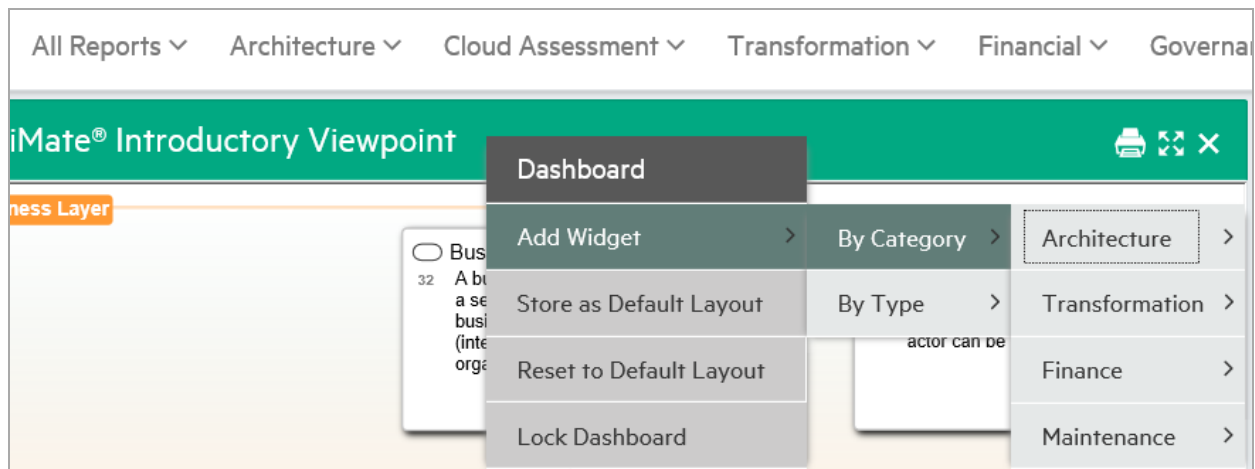 All Reports Architecture Cloud Assessment Transformation Financial Governa
iMate® Introductory Viewpoint
Dashboard
ness Layer
Add Widget
By Category
Architecture
Bus
32 A bu
a se
busi
(inte
orga
Store as Default Layout
By Type
Transformation
actor can be
Reset to Default Layout
Finance
Lock Dashboard
Maintenance